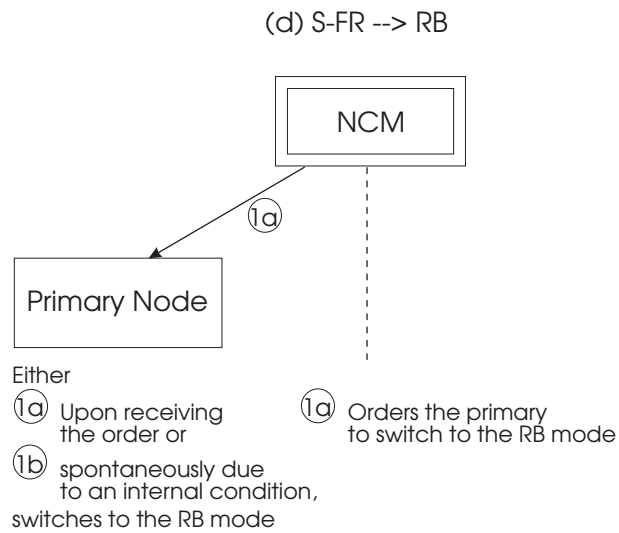 (d) S-FR --> RB
NCM
1a
Primary Node
Either
1a Upon receiving
the order or
1b spontaneously due
to an internal condition,
switches to the RB mode
1a Orders the primary
to switch to the RB mode